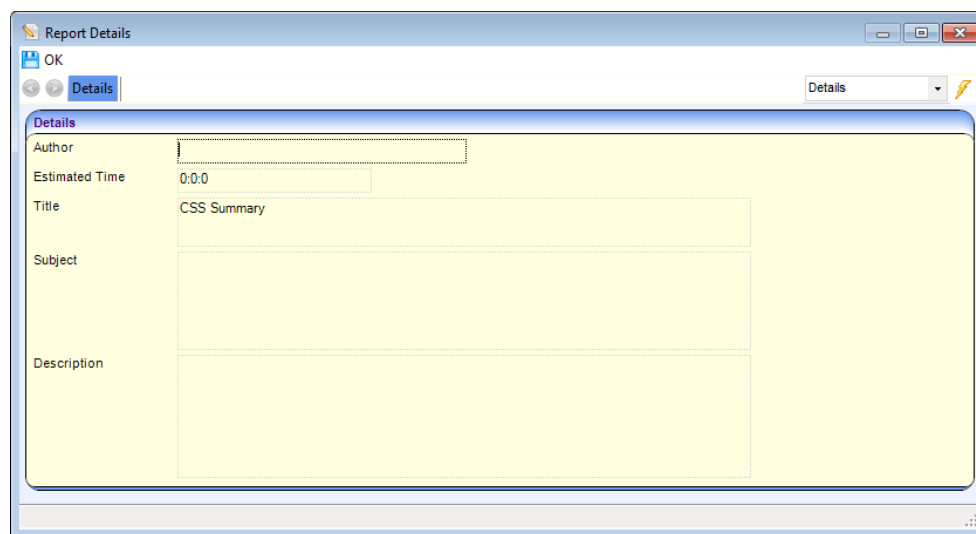 Report Details
OK
Details
Details
Details
Author
Estimated Time
0:0:0
Title
CSS Summary
Subject
Description